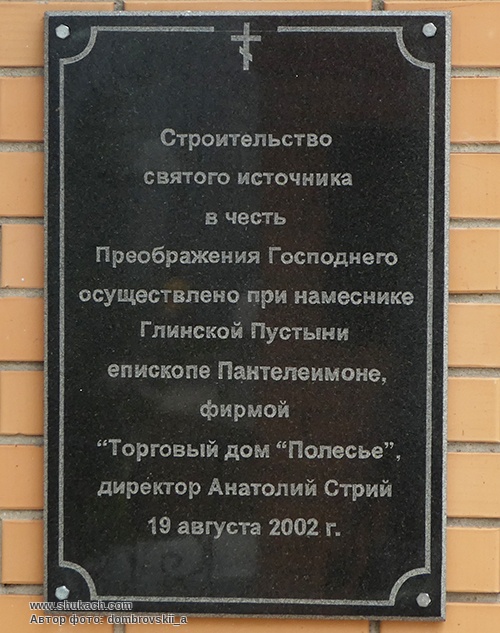 Строительство
святого источника
в честь
Преображения Господнего
осуществлено при намеснике
Глинской Пустыни
епископе Пантелеимоне,
фирмой
“Торговый дом “Полесье”,
директор Анатолий Стрий
19 августа 2002 г.
www.shukach.com
Автор фото: dombrovskii_a